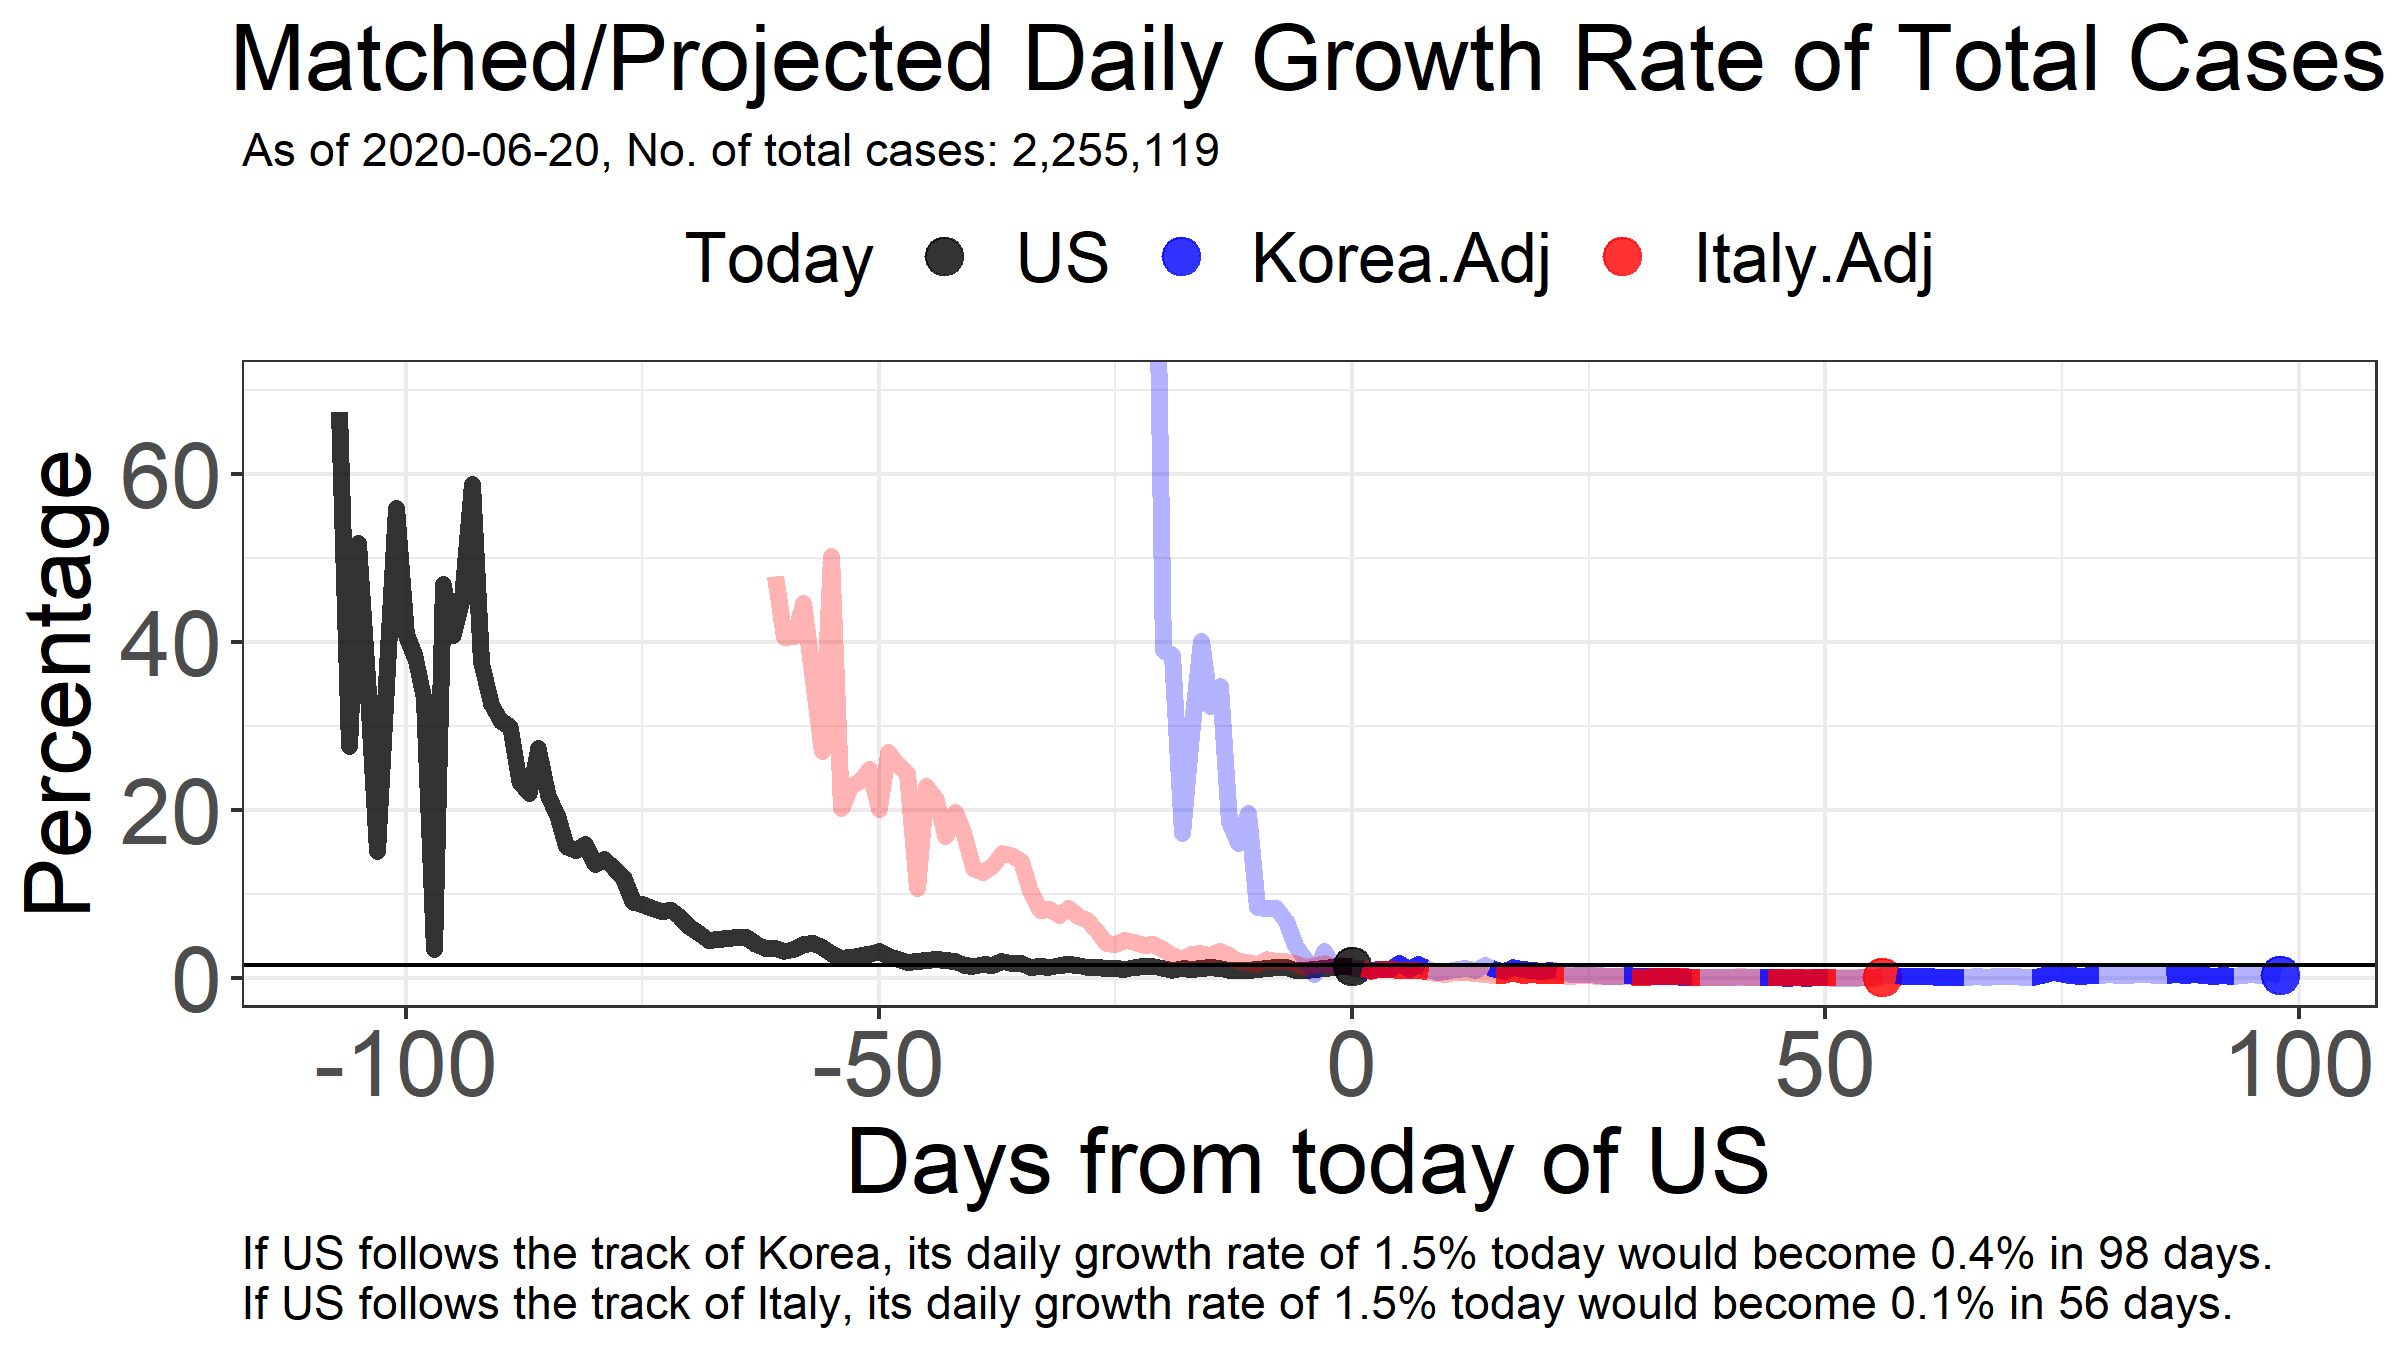 Matched/Projected Daily Growth Rate of Total Cases
As of 2020-06-20, No. of total cases: 2,255,119
Today US Korea.Adj Italy.Adj
Percentage
60
40
20
0
-100 -50 0 50 100
Days from today of US
If US follows the track of Korea, its daily growth rate of 1.5% today would become 0.4% in 98 days.
If US follows the track of Italy, its daily growth rate of 1.5% today would become 0.1% in 56 days.